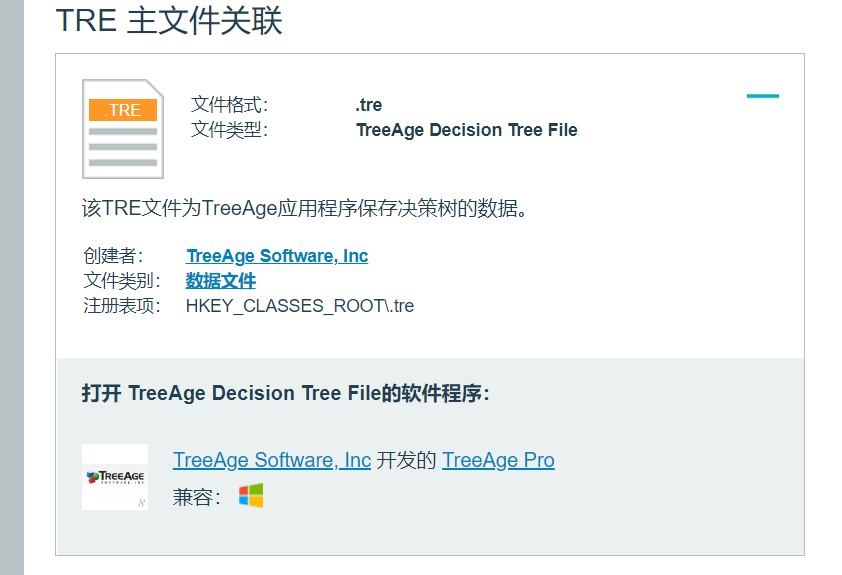 TRE 主文件关联
.TRE
文件格式： .tre
文件类型： TreeAge Decision Tree File
该TRE文件为TreeAge应用程序保存决策树的数据。
创建者： TreeAge Software, Inc
文件类别： 数据文件
注册表项： HKEY_CLASSES_ROOT\.tre
打开 TreeAge Decision Tree File的软件程序：
TREEAGE
SOFTWARE, INC
8
TreeAge Software, Inc 开发的 TreeAge Pro
兼容：